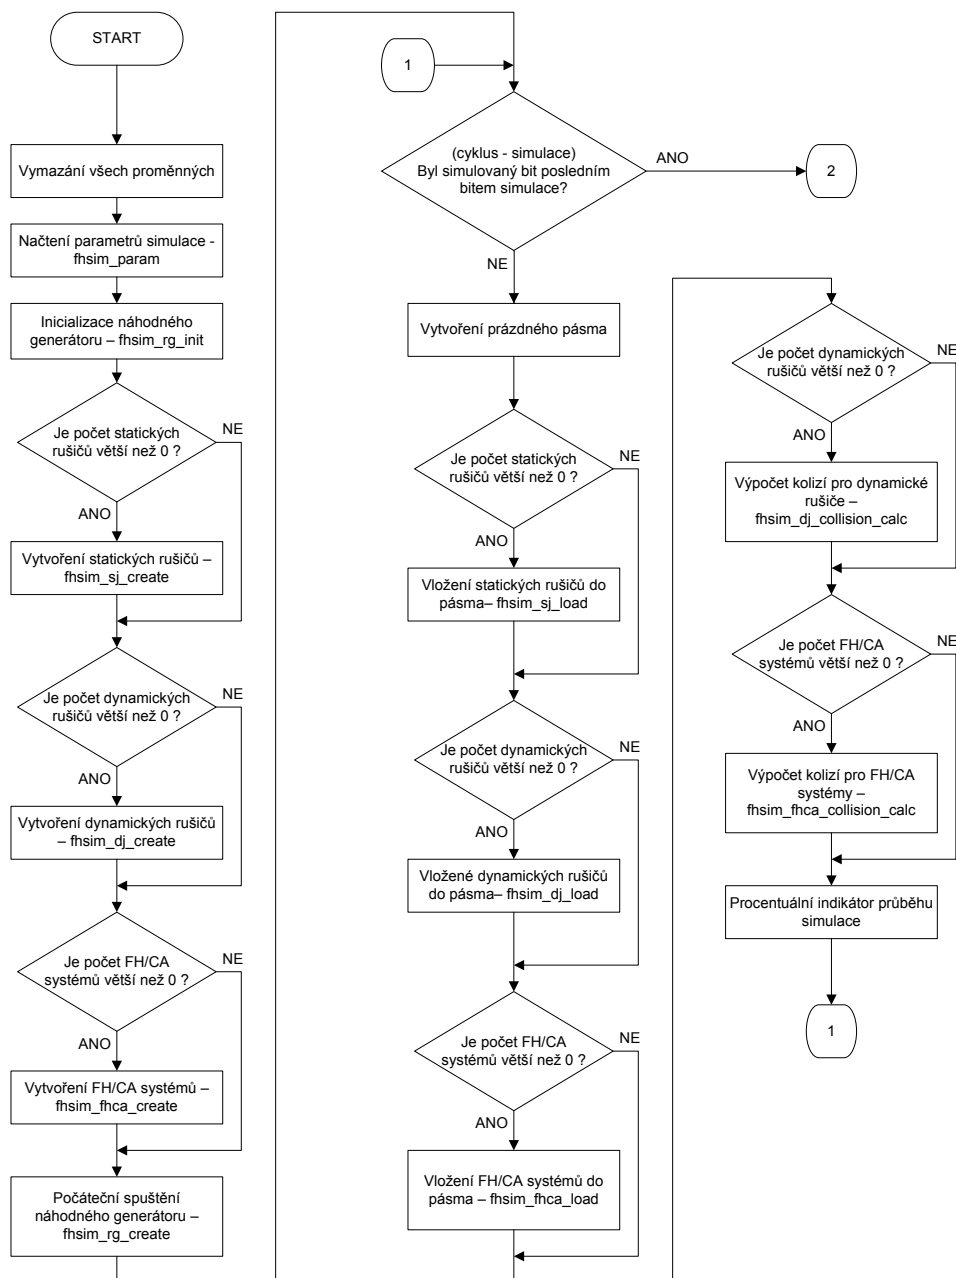 START
Vymazání všech proměnných
Načtení parametrů simulace -
fhsim_param
Inicializace náhodného
generátoru – fhsim_rg_init
Je počet statických
rušičů větší než 0 ?
NE
ANO
Vytvoření statických rušičů –
fhsim_sj_create
Je počet dynamických
rušičů větší než 0 ?
NE
ANO
Vytvoření dynamických rušičů
– fhsim_dj_create
Je počet FH/CA
systémů větší než 0 ?
NE
ANO
Vytvoření FH/CA systémů –
fhsim_fhca_create
Počáteční spuštění
náhodného generátoru –
fhsim_rg_create
1
(cyklus - simulace)
Byl simulovaný bit posledním
bitem simulace?
ANO
2
NE
Vytvoření prázdného pásma
Je počet statických
rušičů větší než 0 ?
NE
ANO
Vložení statických rušičů do
pásma– fhsim_sj_load
Je počet dynamických
rušičů větší než 0 ?
NE
ANO
Vložené dynamických rušičů
do pásma– fhsim_dj_load
Je počet FH/CA
systémů větší než 0 ?
NE
ANO
Vložení FH/CA systémů do
pásma – fhsim_fhca_load
Je počet dynamických
rušičů větší než 0 ?
NE
ANO
Výpočet kolizí pro dynamické
rušiče –
fhsim_dj_collision_calc
Je počet FH/CA
systémů větší než 0 ?
NE
ANO
Výpočet kolizí pro FH/CA
systémy –
fhsim_fhca_collision_calc
Procentuální indikátor průběhu
simulace
1